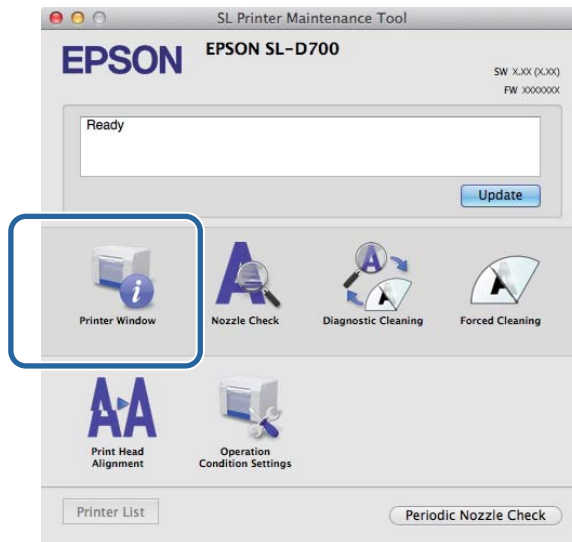 SL Printer Maintenance Tool
EPSON
EPSON SL-D700
SW X.XX (X.XX)
FW XXXXXXX
Ready
Update
Printer Window
Nozzle Check
Diagnostic Cleaning
Forced Cleaning
Print Head
Alignment
Operation
Condition Settings
Printer List
Periodic Nozzle Check